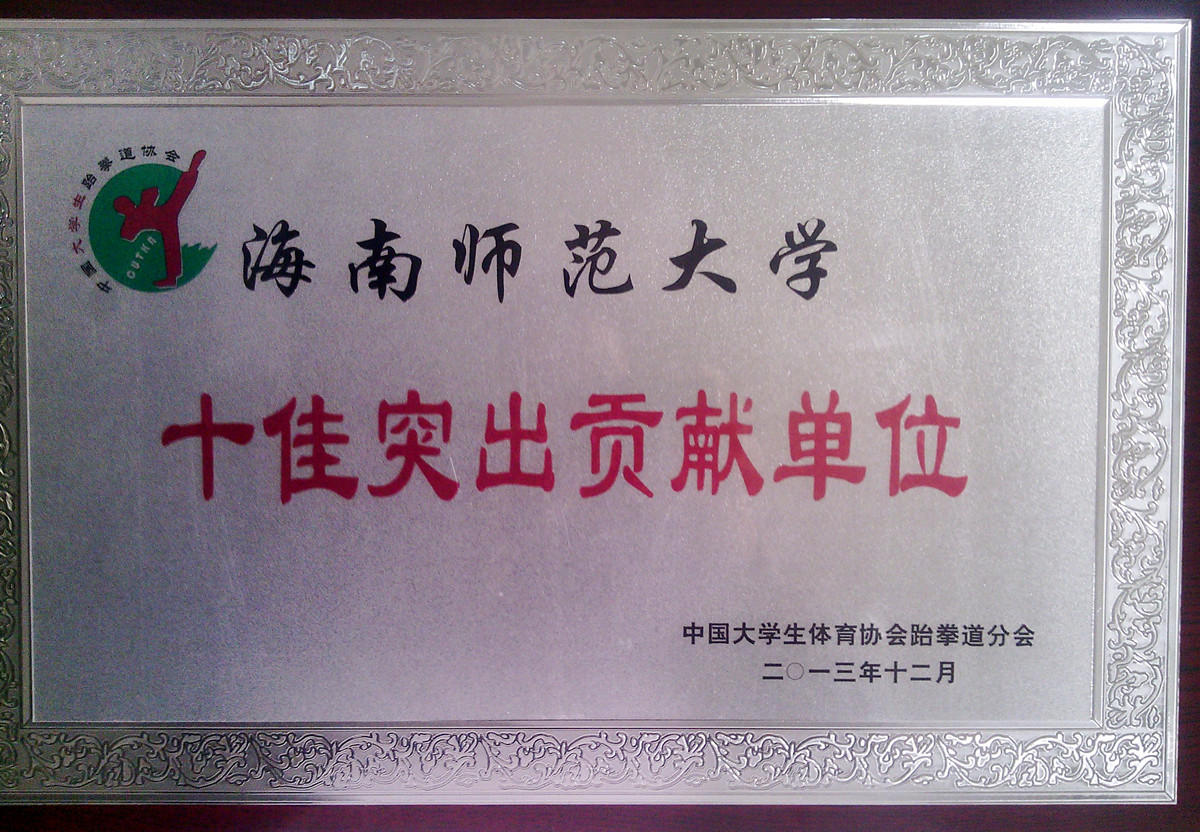 中国大学生跆拳道协会
CUTKA
海南师范大学
十佳突出贡献单位
中国大学生体育协会跆拳道分会
二〇一三年十二月